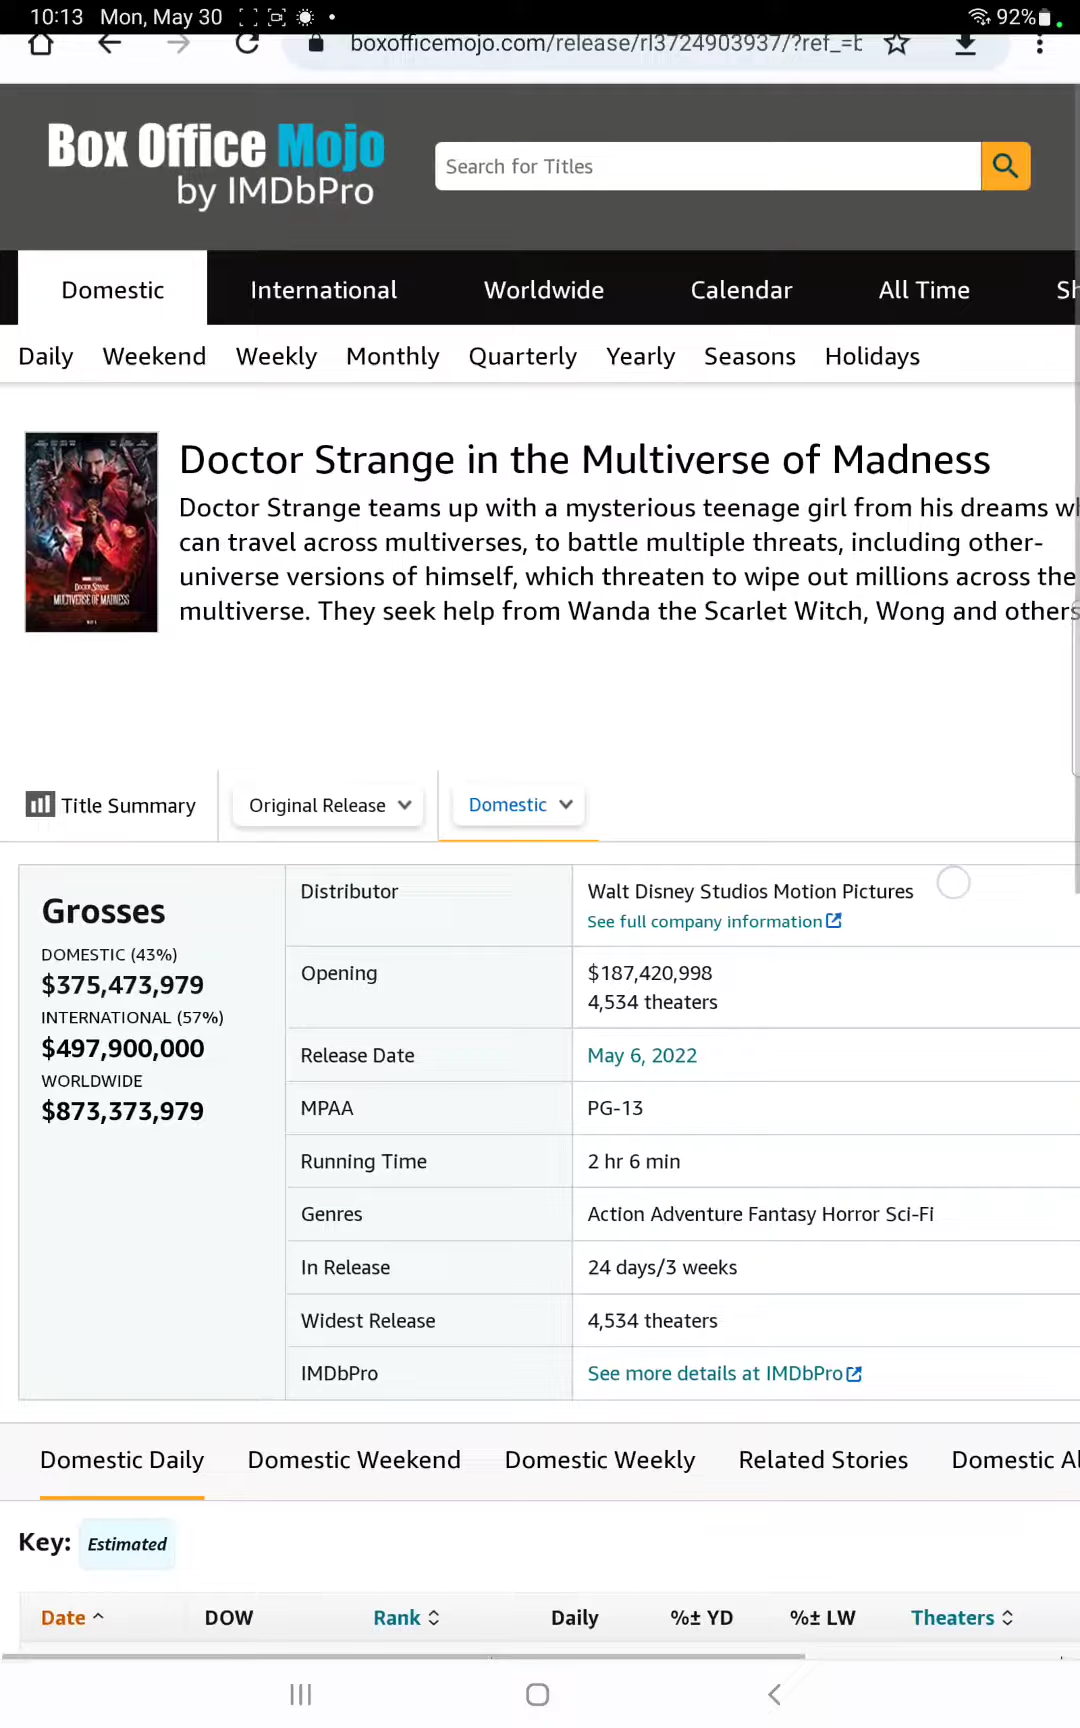 10:13 Mon, May 30 92%
boxofficemojo.com/release/rl3724903937/?ref_=b
Box Office Mojo
by IMDbPro
Search for Titles
Domestic International Worldwide Calendar All Time Sh
Daily Weekend Weekly Monthly Quarterly Yearly Seasons Holidays
Doctor Strange in the Multiverse of Madness
Doctor Strange teams up with a mysterious teenage girl from his dreams wh
can travel across multiverses, to battle multiple threats, including other-
universe versions of himself, which threaten to wipe out millions across the
multiverse. They seek help from Wanda the Scarlet Witch, Wong and others
DOCTOR STRANGE
MULTIVERSE OF MADNESS
Title Summary Original Release Domestic
Grosses
DOMESTIC (43%)
$375,473,979
INTERNATIONAL (57%)
$497,900,000
WORLDWIDE
$873,373,979
Distributor Walt Disney Studios Motion Pictures
See full company information
Opening $187,420,998
4,534 theaters
Release Date May 6, 2022
MPAA PG-13
Running Time 2 hr 6 min
Genres Action Adventure Fantasy Horror Sci-Fi
In Release 24 days/3 weeks
Widest Release 4,534 theaters
IMDbPro See more details at IMDbPro
Domestic Daily Domestic Weekend Domestic Weekly Related Stories Domestic Al
Key: Estimated
Date DOW Rank Daily %± YD %± LW Theaters